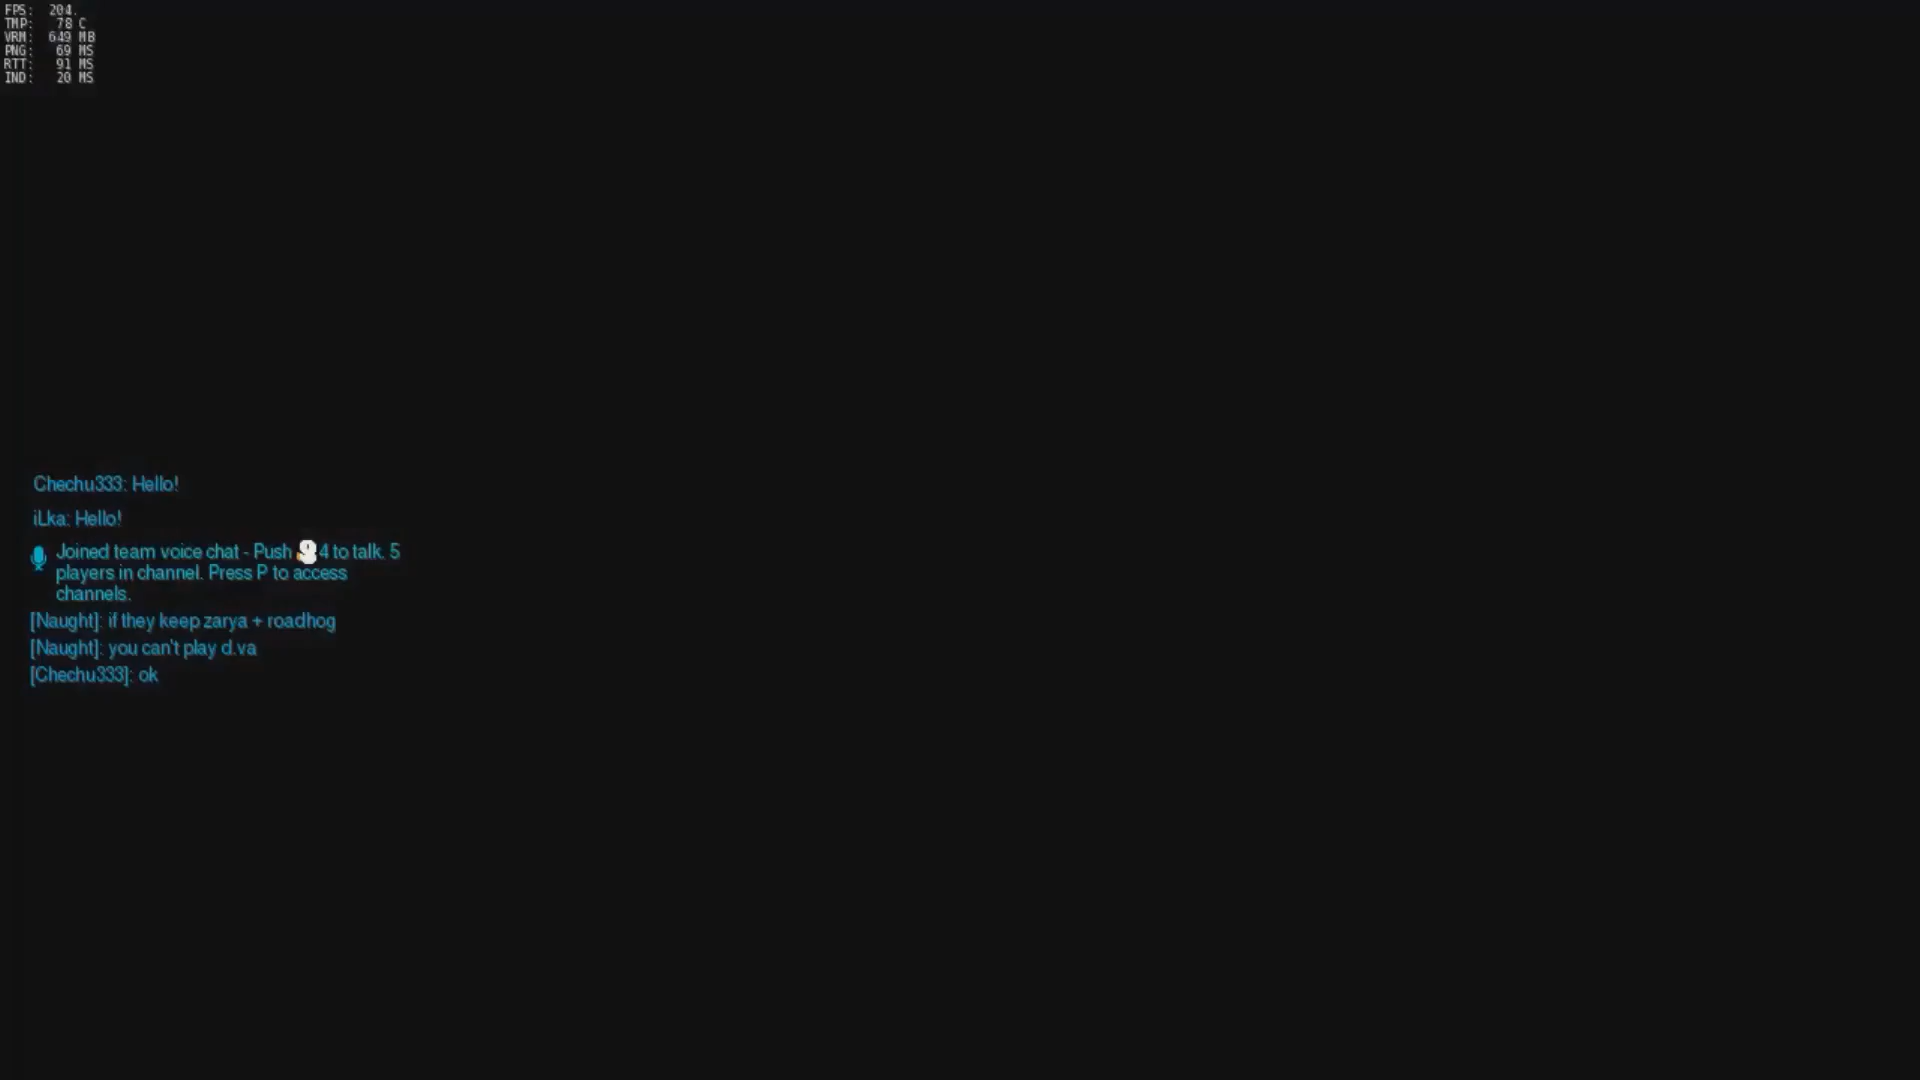 FPS: 204.
TMP: 78 C
VRM: 649 MB
PNG: 69 MS
RTT: 91 MS
IND: 20 MS
Chechu333: Hello!
iLka: Hello!
Joined team voice chat - Push 4 to talk. 5
players in channel. Press P to access
channels.
[Naught]: if they keep zarya + roadhog
[Naught]: you can't play d.va
[Chechu333]: ok